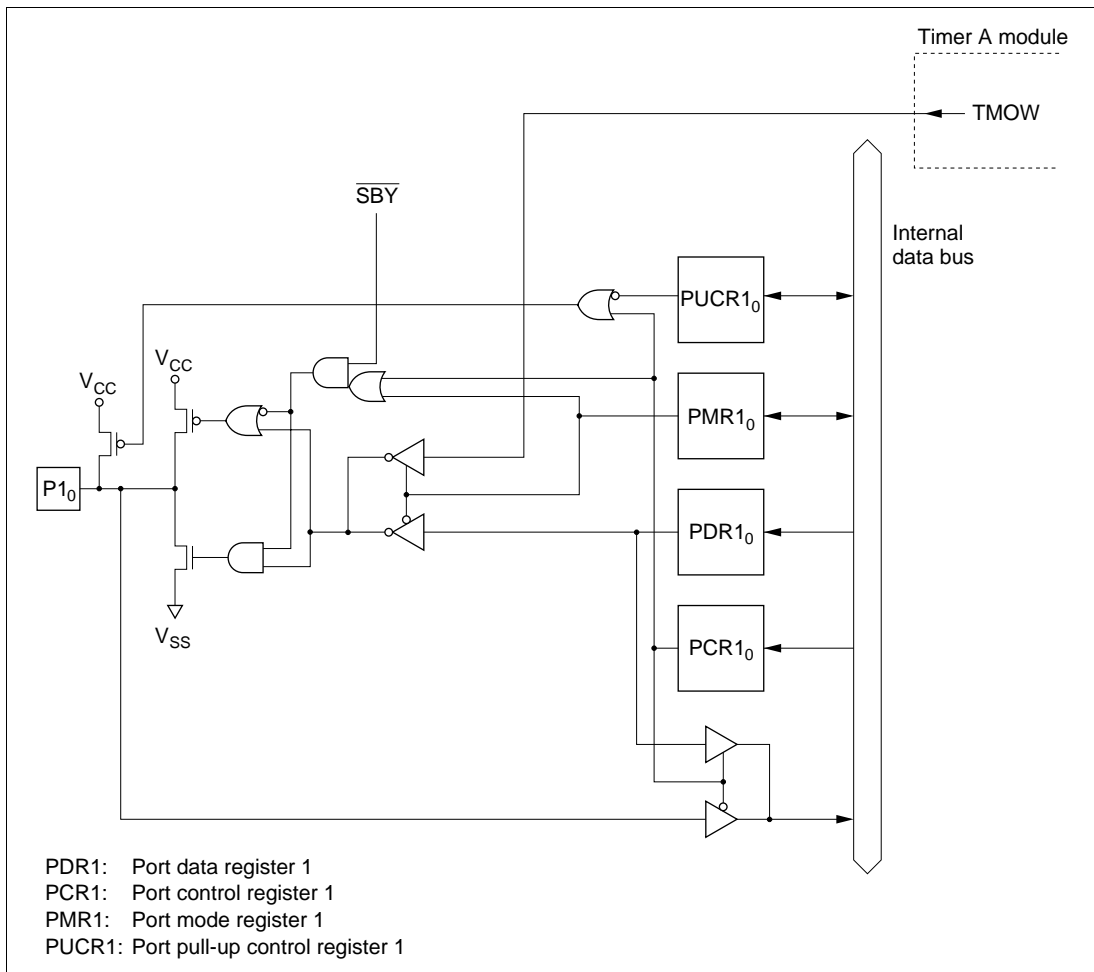 Timer A module
TMOW
S̅B̅Y̅
Internal
data bus
PUCR1₀
V_CC
V_CC
PMR1₀
P1₀
PDR1₀
PCR1₀
V_SS
PDR1: Port data register 1
PCR1: Port control register 1
PMR1: Port mode register 1
PUCR1: Port pull-up control register 1